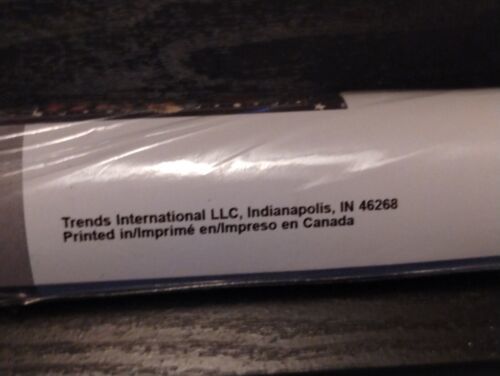 Trends International LLC, Indianapolis, IN 46268
Printed in/Imprimé en/Impreso en Canada